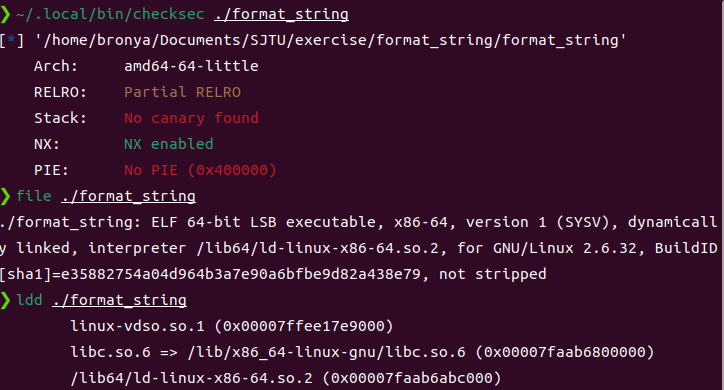 ❯ ~/.local/bin/checksec ./format_string
[*] '/home/bronya/Documents/SJTU/exercise/format_string/format_string'
    Arch:     amd64-64-little
    RELRO:    Partial RELRO
    Stack:    No canary found
    NX:       NX enabled
    PIE:      No PIE (0x400000)
❯ file ./format_string
./format_string: ELF 64-bit LSB executable, x86-64, version 1 (SYSV), dynamicall
y linked, interpreter /lib64/ld-linux-x86-64.so.2, for GNU/Linux 2.6.32, BuildID
[sha1]=e35882754a04d964b3a7e90a6bfbe9d82a438e79, not stripped
❯ ldd ./format_string
        linux-vdso.so.1 (0x00007ffee17e9000)
        libc.so.6 => /lib/x86_64-linux-gnu/libc.so.6 (0x00007faab6800000)
        /lib64/ld-linux-x86-64.so.2 (0x00007faab6abc000)